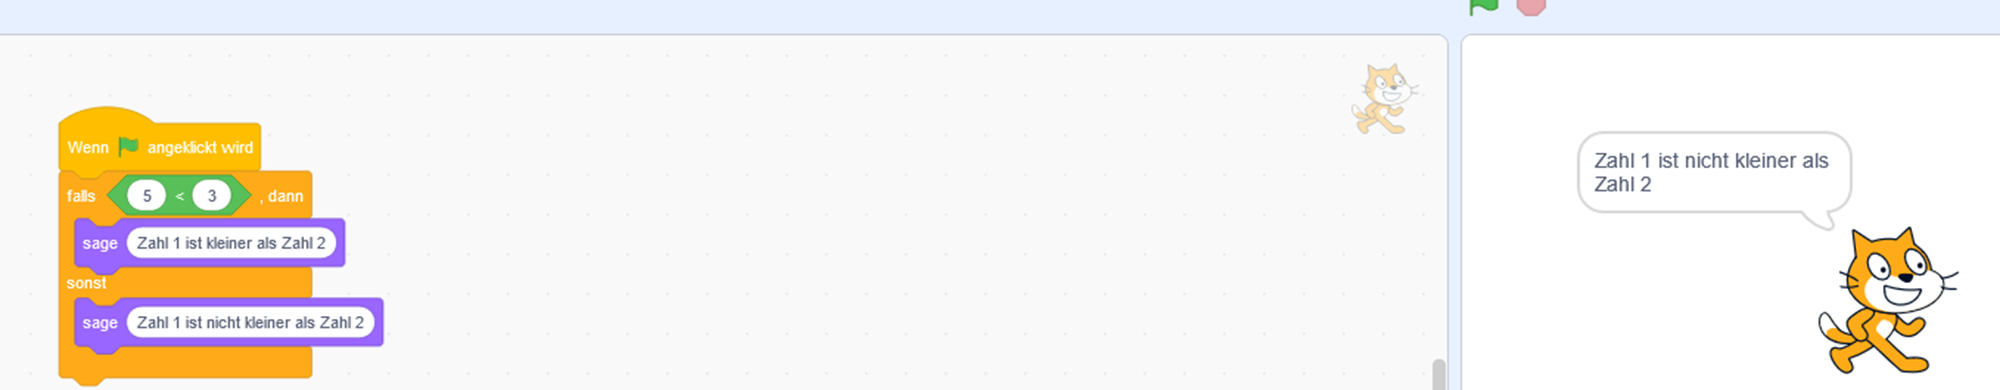 Wenn angeklickt wird
falls 5 < 3 , dann
sage Zahl 1 ist kleiner als Zahl 2
sonst
sage Zahl 1 ist nicht kleiner als Zahl 2
Zahl 1 ist nicht kleiner als
Zahl 2